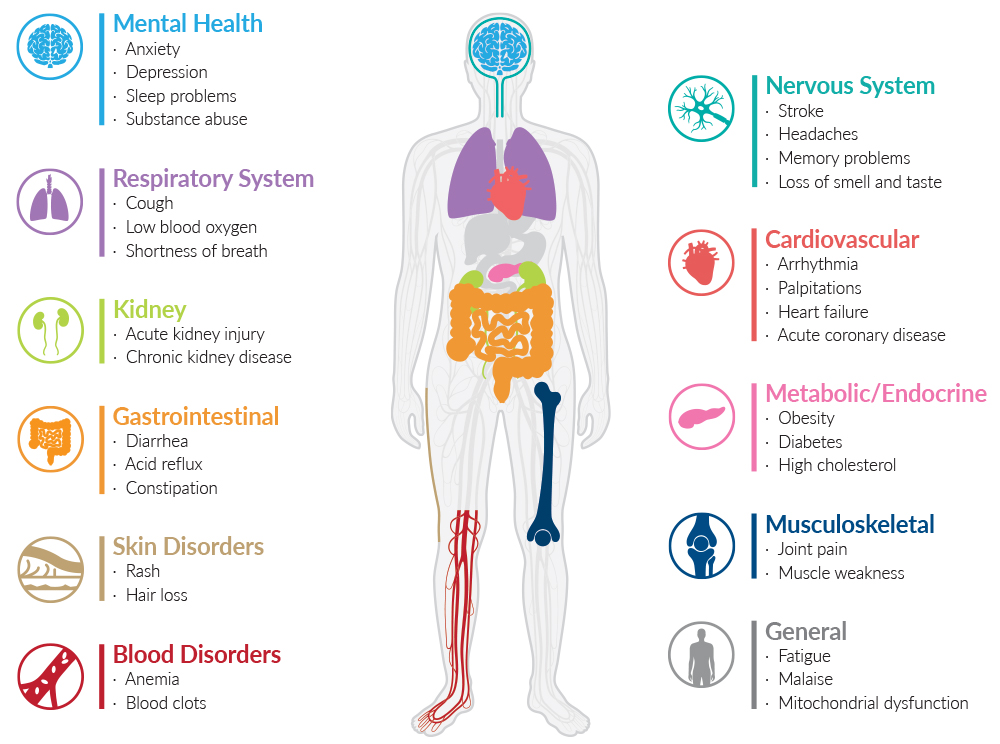 Mental Health
· Anxiety
· Depression
· Sleep problems
· Substance abuse
Respiratory System
· Cough
· Low blood oxygen
· Shortness of breath
Kidney
· Acute kidney injury
· Chronic kidney disease
Gastrointestinal
· Diarrhea
· Acid reflux
· Constipation
Skin Disorders
· Rash
· Hair loss
Blood Disorders
· Anemia
· Blood clots
Nervous System
· Stroke
· Headaches
· Memory problems
· Loss of smell and taste
Cardiovascular
· Arrhythmia
· Palpitations
· Heart failure
· Acute coronary disease
Metabolic/Endocrine
· Obesity
· Diabetes
· High cholesterol
Musculoskeletal
· Joint pain
· Muscle weakness
General
· Fatigue
· Malaise
· Mitochondrial dysfunction